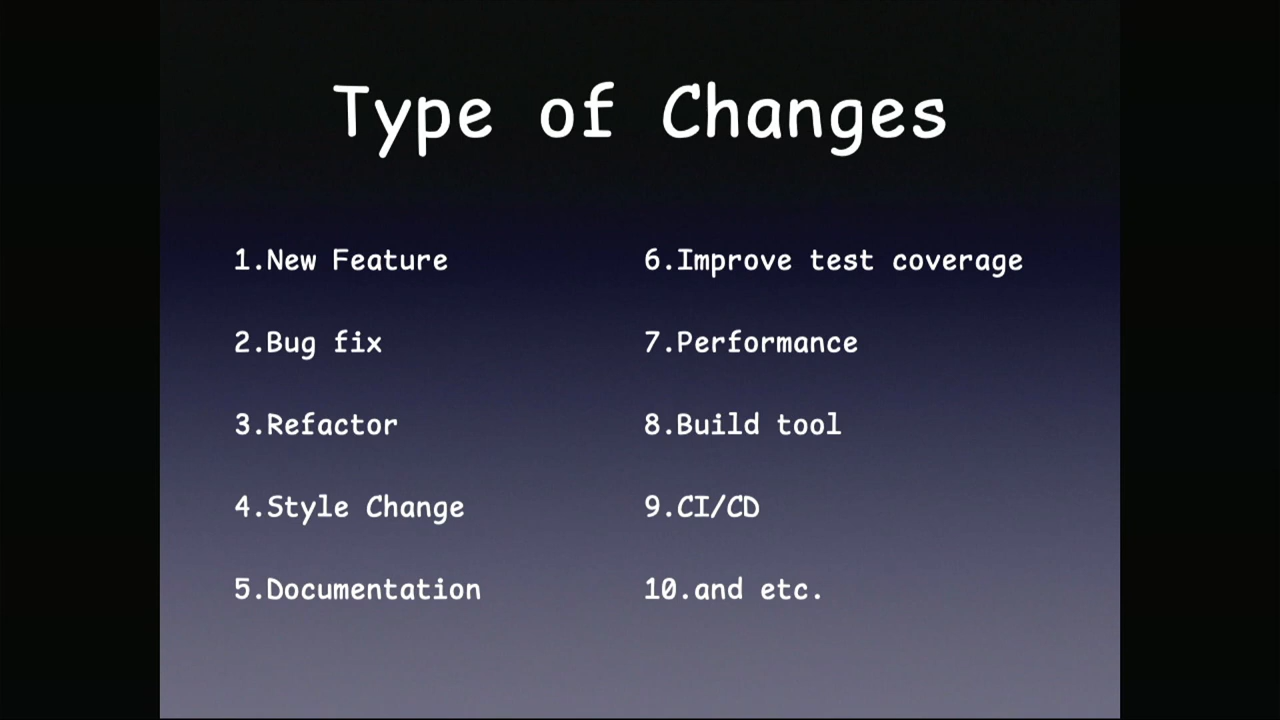 Type of Changes
1.New Feature
2.Bug fix
3.Refactor
4.Style Change
5.Documentation
6.Improve test coverage
7.Performance
8.Build tool
9.CI/CD
10.and etc.